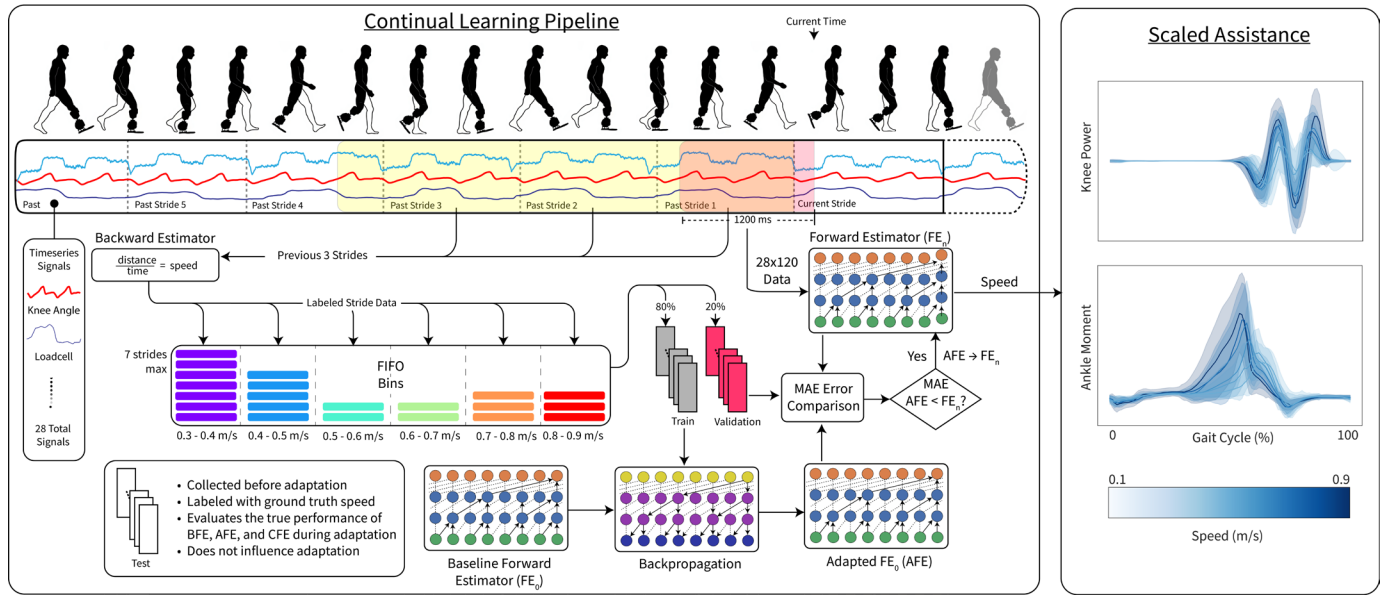 Continual Learning Pipeline
Current Time
Past
Past Stride 5
Past Stride 4
Past Stride 3
Past Stride 2
Past Stride 1
Current Stride
1200 ms
Timeseries
Signals
Knee Angle
Loadcell
28 Total
Signals
Backward Estimator
distance
time
= speed
Previous 3 Strides
Labeled Stride Data
7 strides
max
FIFO
Bins
0.3 - 0.4 m/s
0.4 - 0.5 m/s
0.5 - 0.6 m/s
0.6 - 0.7 m/s
0.7 - 0.8 m/s
0.8 - 0.9 m/s
80%
20%
Train
Validation
28x120
Data
Forward Estimator (FEn)
Speed
Yes
AFE → FEn
MAE Error
Comparison
MAE
AFE < FEn?
Test
• Collected before adaptation
• Labeled with ground truth speed
• Evaluates the true performance of
BFE, AFE, and CFE during adaptation
• Does not influence adaptation
Baseline Forward
Estimator (FE0)
Backpropagation
Adapted FE0 (AFE)
Scaled Assistance
Knee Power
Ankle Moment
0
Gait Cycle (%)
100
0.1
0.9
Speed (m/s)